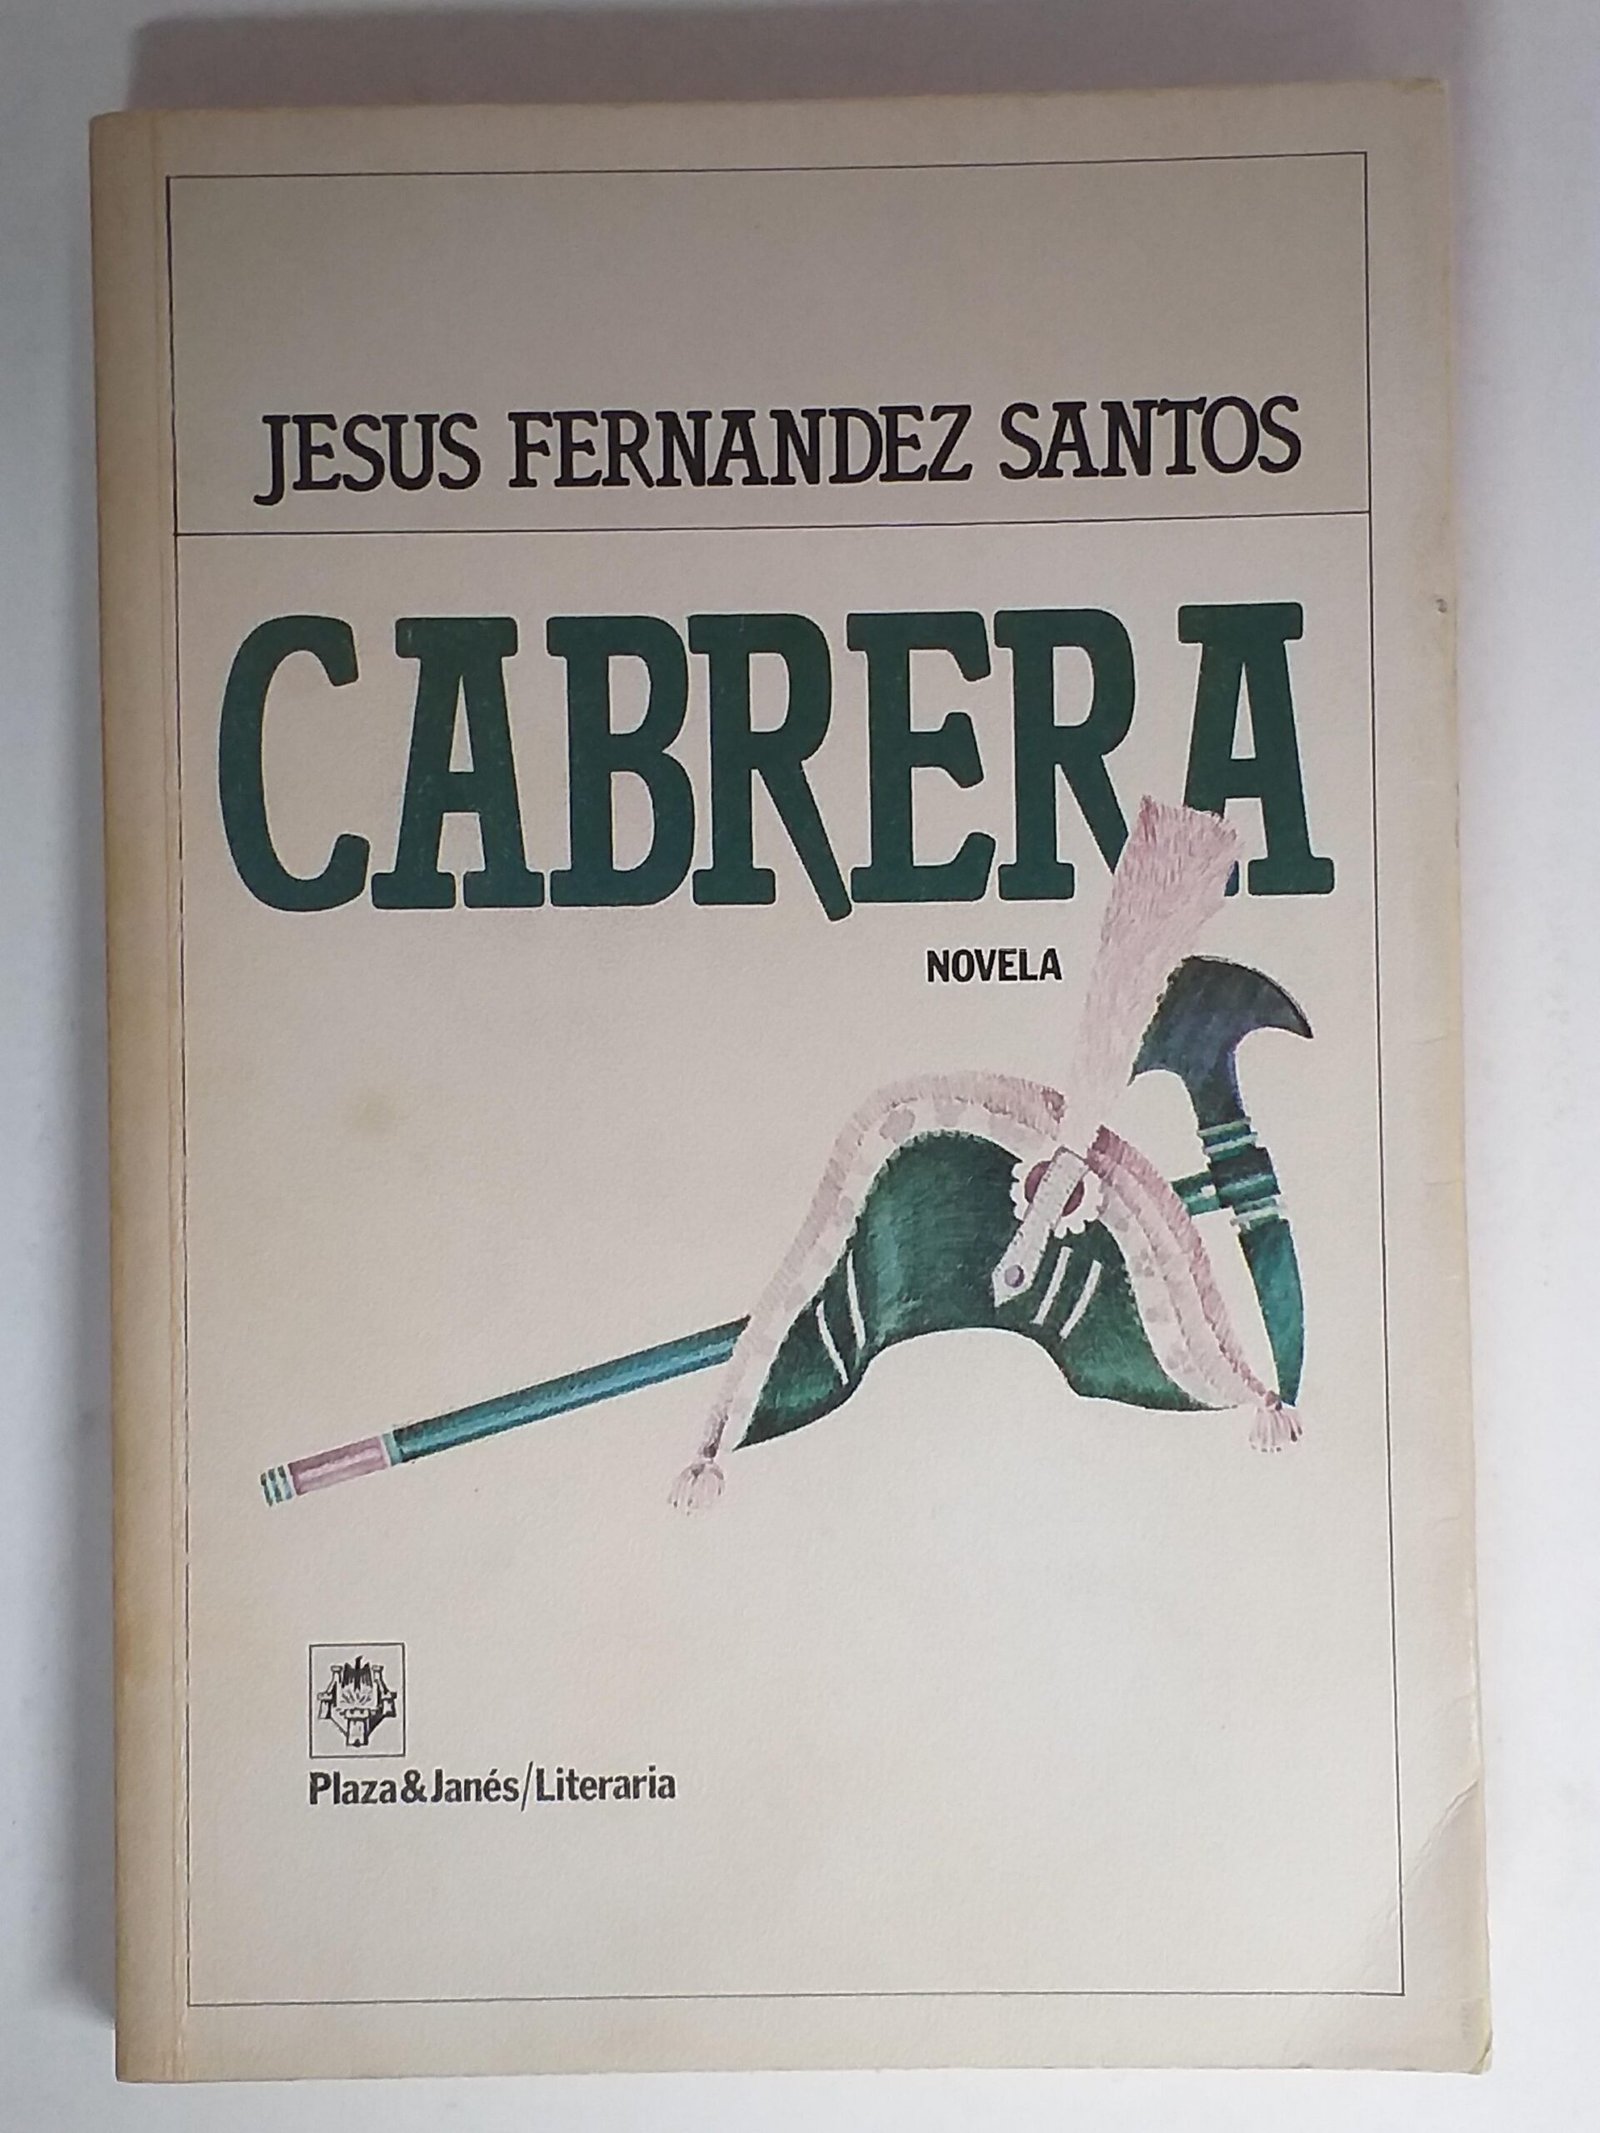 JESUS FERNANDEZ SANTOS
CABRERA
NOVELA
Plaza&Janés/Literaria